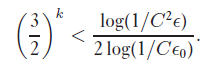 (3/2)^k < log(1/C²ϵ) / 2 log(1/Cϵ₀).